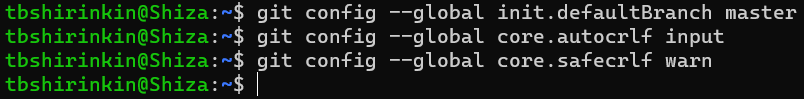 tbshirinkin@Shiza:~$ git config --global init.defaultBranch master
tbshirinkin@Shiza:~$ git config --global core.autocrlf input
tbshirinkin@Shiza:~$ git config --global core.safecrlf warn
tbshirinkin@Shiza:~$